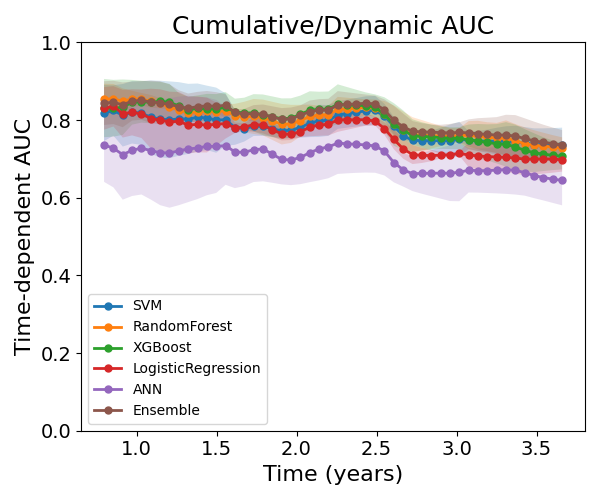 Cumulative/Dynamic AUC
Time-dependent AUC
1.0
0.8
0.6
0.4
0.2
0.0
SVM
RandomForest
XGBoost
LogisticRegression
ANN
Ensemble
1.0 1.5 2.0 2.5 3.0 3.5
Time (years)